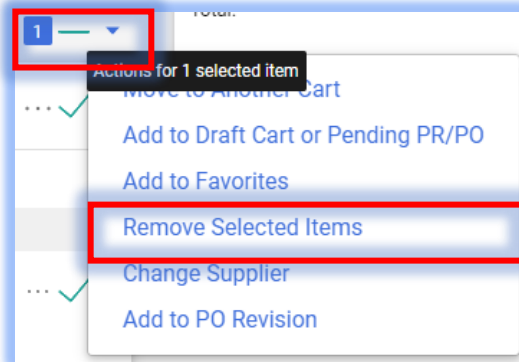 Total:
1
Actions for 1 selected item
Move to Another Cart
Add to Draft Cart or Pending PR/PO
Add to Favorites
Remove Selected Items
Change Supplier
Add to PO Revision